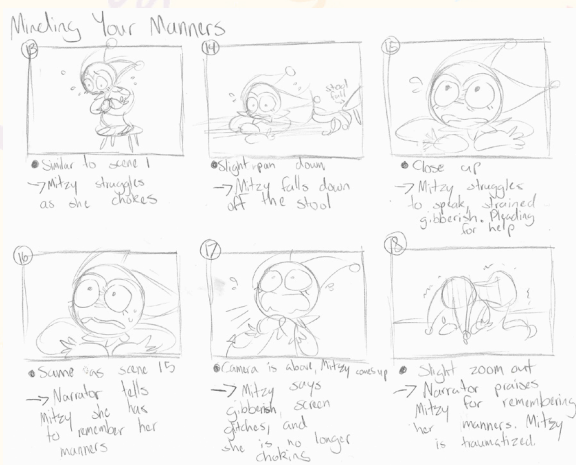 Minding Your Manners
13
• Similar to scene 1
→ Mitzy struggles
as she chokes
14
stool
fall
• Slight pan down
→ Mitzy falls down
off the stool
15
• Close up
→ Mitzy struggles
to speak, strained
gibberish. Pleading
for help
16
• Same as scene 15
→ Narrator tells
Mitzy she has
to remember her
manners
17
• Camera is above, Mitzy comes up
→ Mitzy says
gibberish, screen
glitches, and
she is no longer
choking
18
• Slight zoom out
→ Narrator praises
Mitzy for remembering
her manners. Mitzy
is traumatized.